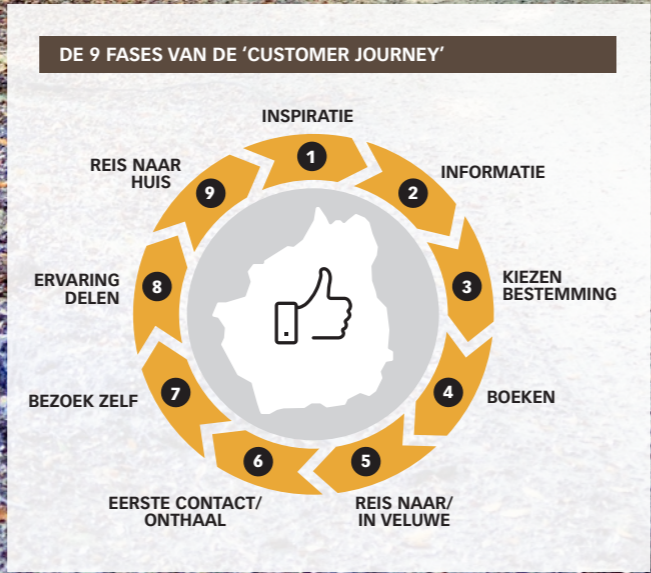 DE 9 FASES VAN DE ‘CUSTOMER JOURNEY’
INSPIRATIE
1
INFORMATIE
2
KIEZEN
BESTEMMING
3
BOEKEN
4
REIS NAAR/
IN VELUWE
5
EERSTE CONTACT/
ONTHAAL
6
BEZOEK ZELF
7
ERVARING
DELEN
8
REIS NAAR
HUIS
9